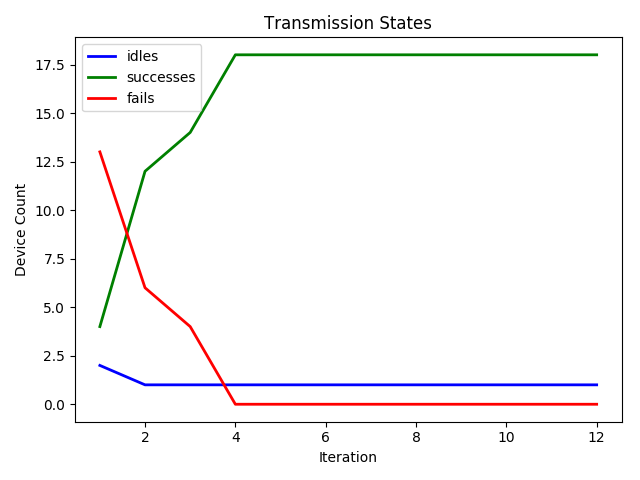 Transmission States
idles
successes
fails
Device Count
17.5
15.0
12.5
10.0
7.5
5.0
2.5
0.0
2 4 6 8 10 12
Iteration